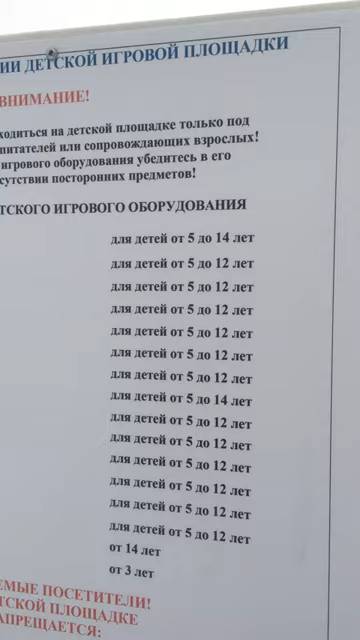 ИИ ДЕТСКОЙ ИГРОВОЙ ПЛОЩАДКИ
ВНИМАНИЕ!
ходиться на детской площадке только под
питателей или сопровождающих взрослых!
игрового оборудования убедитесь в его
сутствии посторонних предметов!
ТСКОГО ИГРОВОГО ОБОРУДОВАНИЯ
для детей от 5 до 14 лет
для детей от 5 до 12 лет
для детей от 5 до 12 лет
для детей от 5 до 12 лет
для детей от 5 до 12 лет
для детей от 5 до 12 лет
для детей от 5 до 12 лет
для детей от 5 до 14 лет
для детей от 5 до 12 лет
для детей от 5 до 12 лет
для детей от 5 до 12 лет
для детей от 5 до 12 лет
для детей от 5 до 12 лет
для детей от 5 до 12 лет
от 14 лет
от 3 лет
ЕМЫЕ ПОСЕТИТЕЛИ!
ТСКОЙ ПЛОЩАДКЕ
АПРЕЩАЕТСЯ: